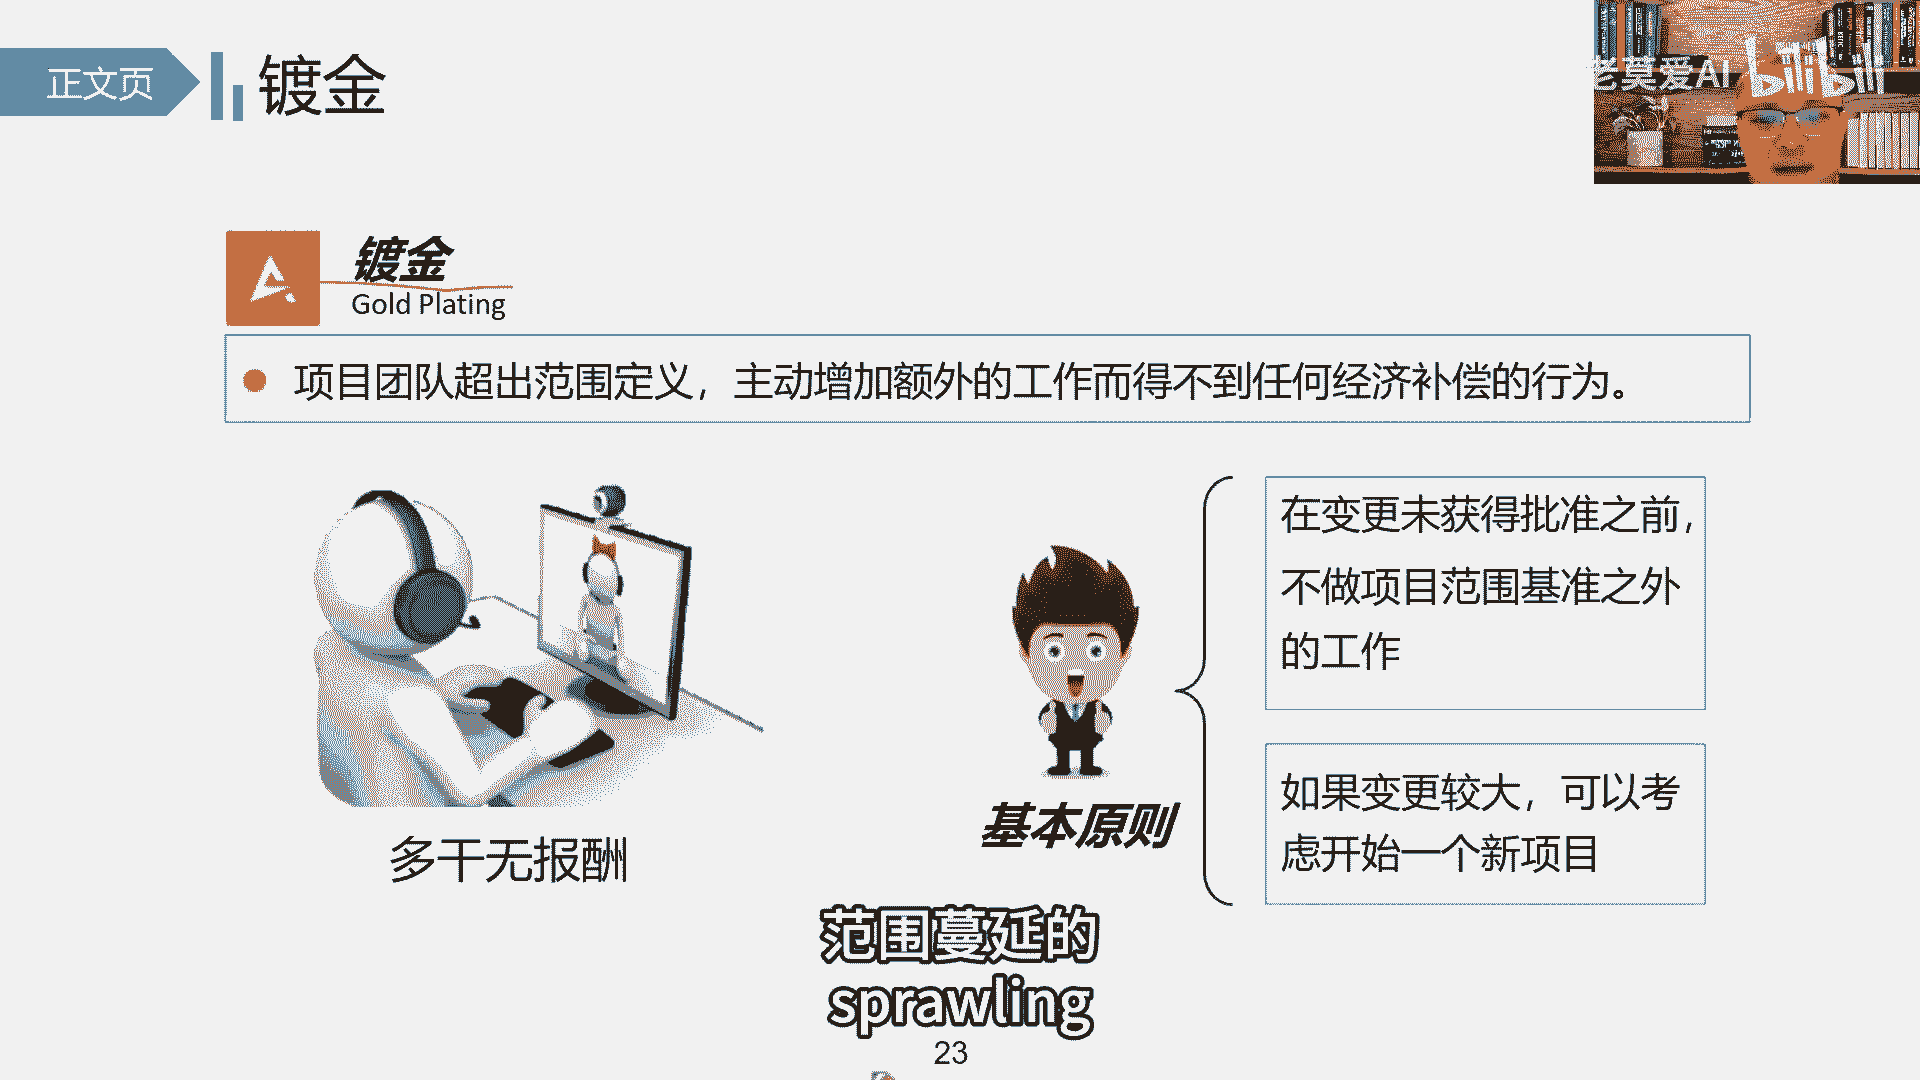 正文页
镀金
老莫爱AI
bilibili
镀金
Gold Plating
项目团队超出范围定义，主动增加额外的工作而得不到任何经济补偿的行为。
在变更未获得批准之前，
不做项目范围基准之外
的工作
如果变更较大，可以考
虑开始一个新项目
多干无报酬
基本原则
范围蔓延的
sprawling
23